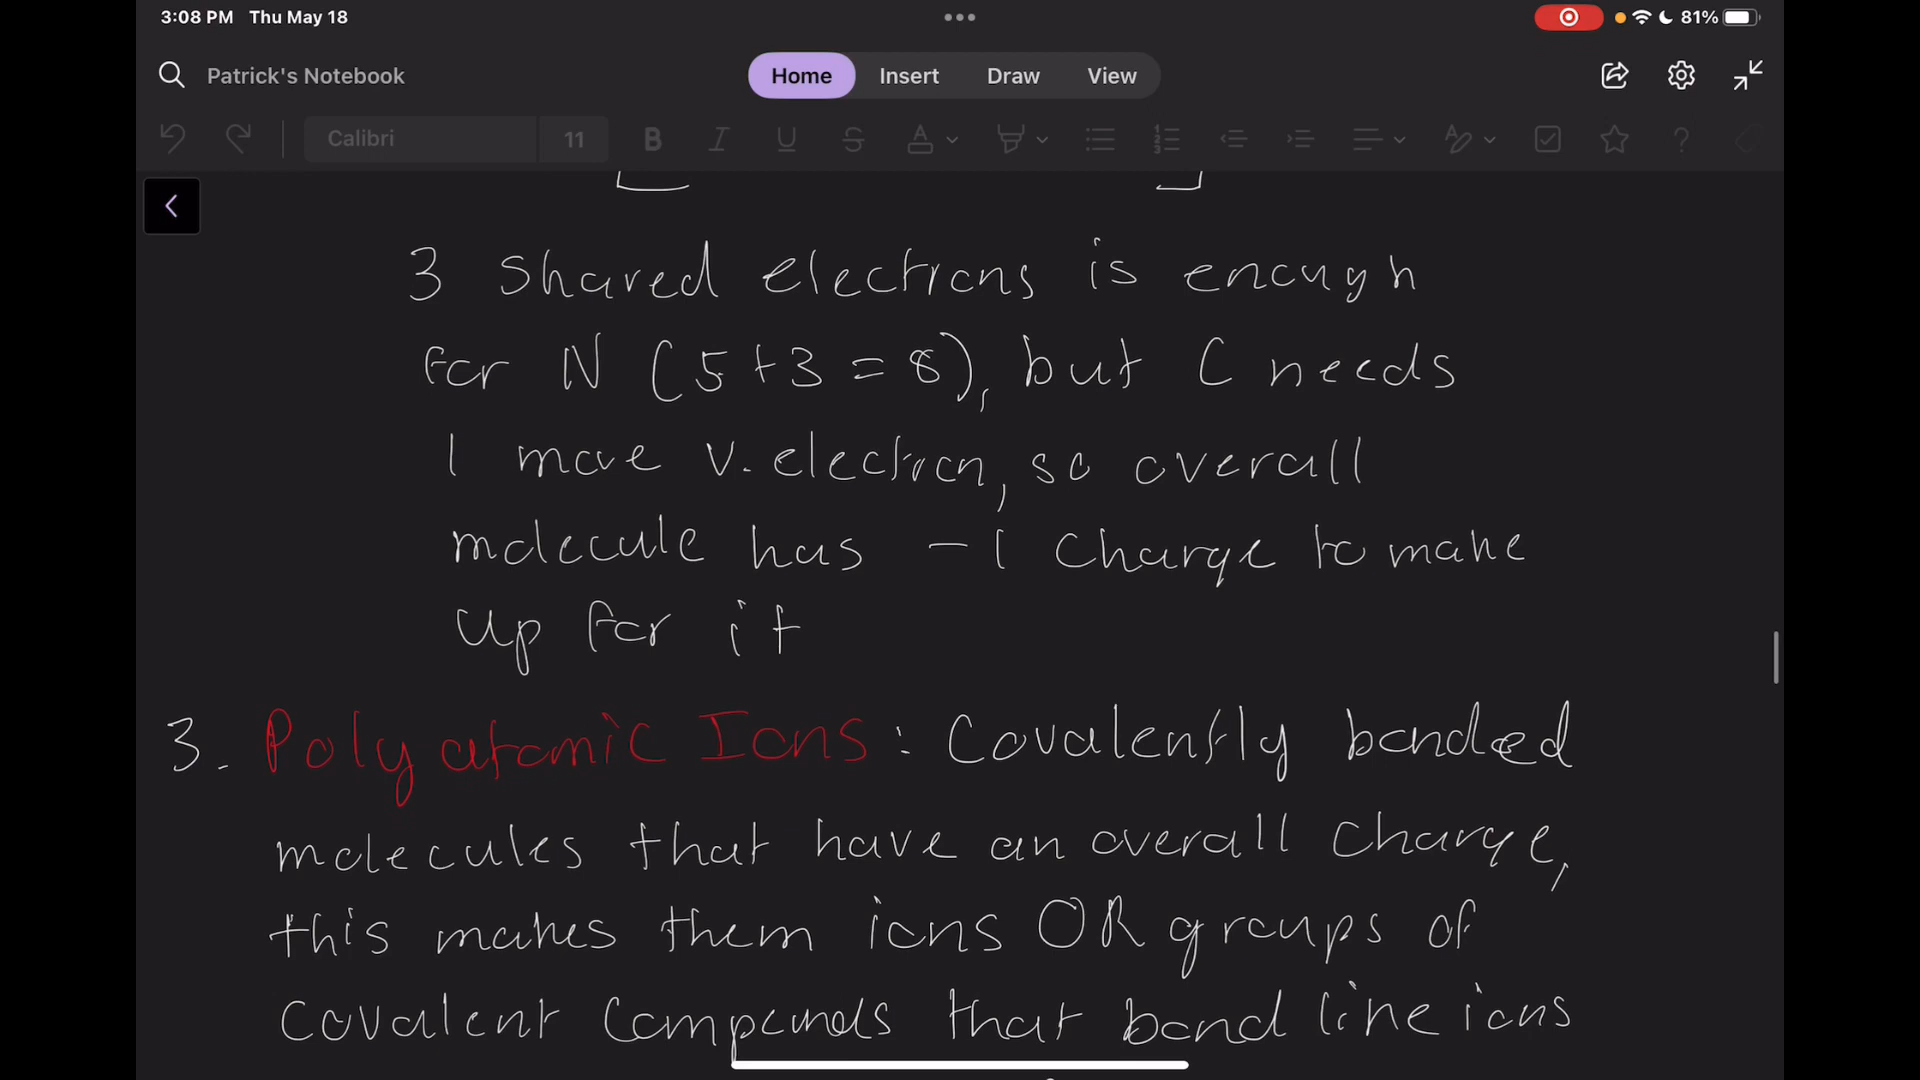 3:08 PM Thu May 18
81%
Patrick's Notebook
Home Insert Draw View
Calibri 11
3 shared electrons is enough
for N (5+3=8), but C needs
1 more v. electron, so overall
molecule has -1 charge to make
up for it
3. Polyatomic Ions: Covalently bonded
molecules that have an overall charge,
this makes them ions OR groups of
covalent compounds that bond like ions